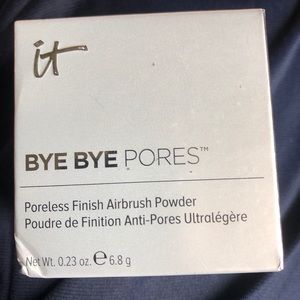 it
BYE BYE PORES™
Poreless Finish Airbrush Powder
Poudre de Finition Anti-Pores Ultralégère
Net Wt. 0.23 oz. ℮ 6.8 g